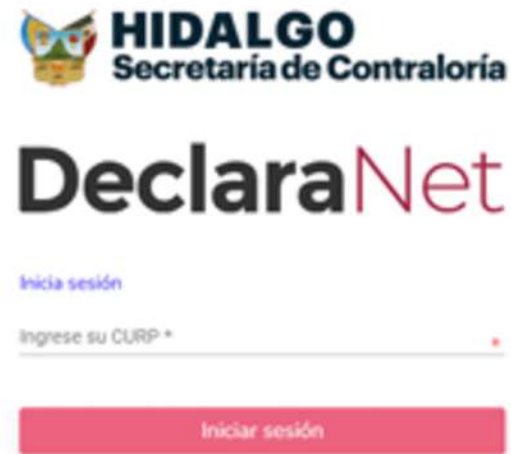 HIDALGO
Secretaría de Contraloría
DeclaraNet
Inicia sesión
Ingrese su CURP *
*
Iniciar sesión